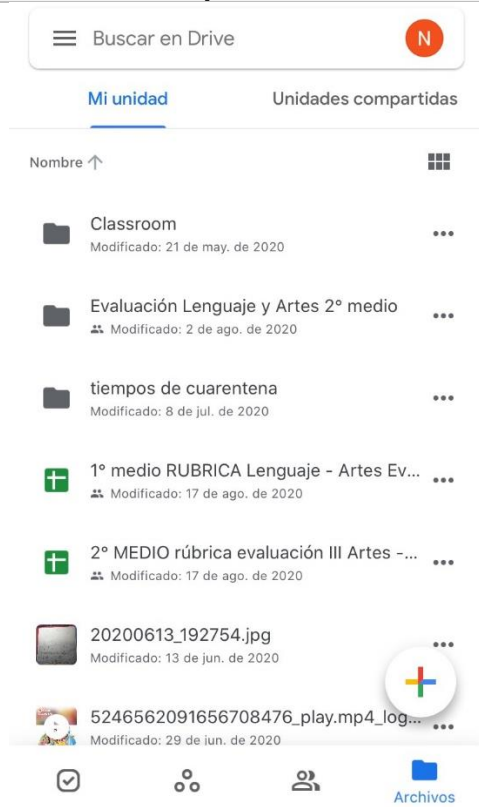 Buscar en Drive
N
Mi unidad
Unidades compartidas
Nombre ↑
Classroom
Modificado: 21 de may. de 2020
Evaluación Lenguaje y Artes 2° medio
Modificado: 2 de ago. de 2020
tiempos de cuarentena
Modificado: 8 de jul. de 2020
1° medio RUBRICA Lenguaje - Artes Ev...
Modificado: 17 de ago. de 2020
2° MEDIO rúbrica evaluación III Artes -...
Modificado: 17 de ago. de 2020
20200613_192754.jpg
Modificado: 13 de jun. de 2020
5246562091656708476_play.mp4_log...
Modificado: 29 de jun. de 2020
Archivos